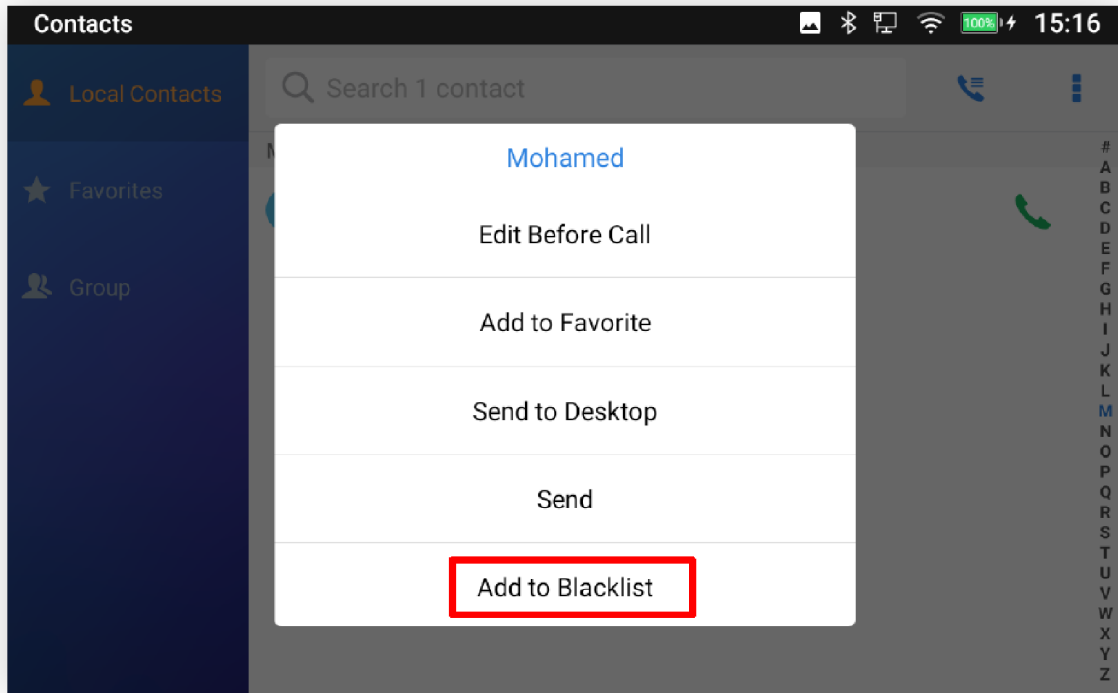 Contacts
100%
15:16
Local Contacts
Search 1 contact
M
Favorites
Group
Mohamed
Edit Before Call
Add to Favorite
Send to Desktop
Send
Add to Blacklist
#
A
B
C
D
E
F
G
H
I
J
K
L
M
N
O
P
Q
R
S
T
U
V
W
X
Y
Z